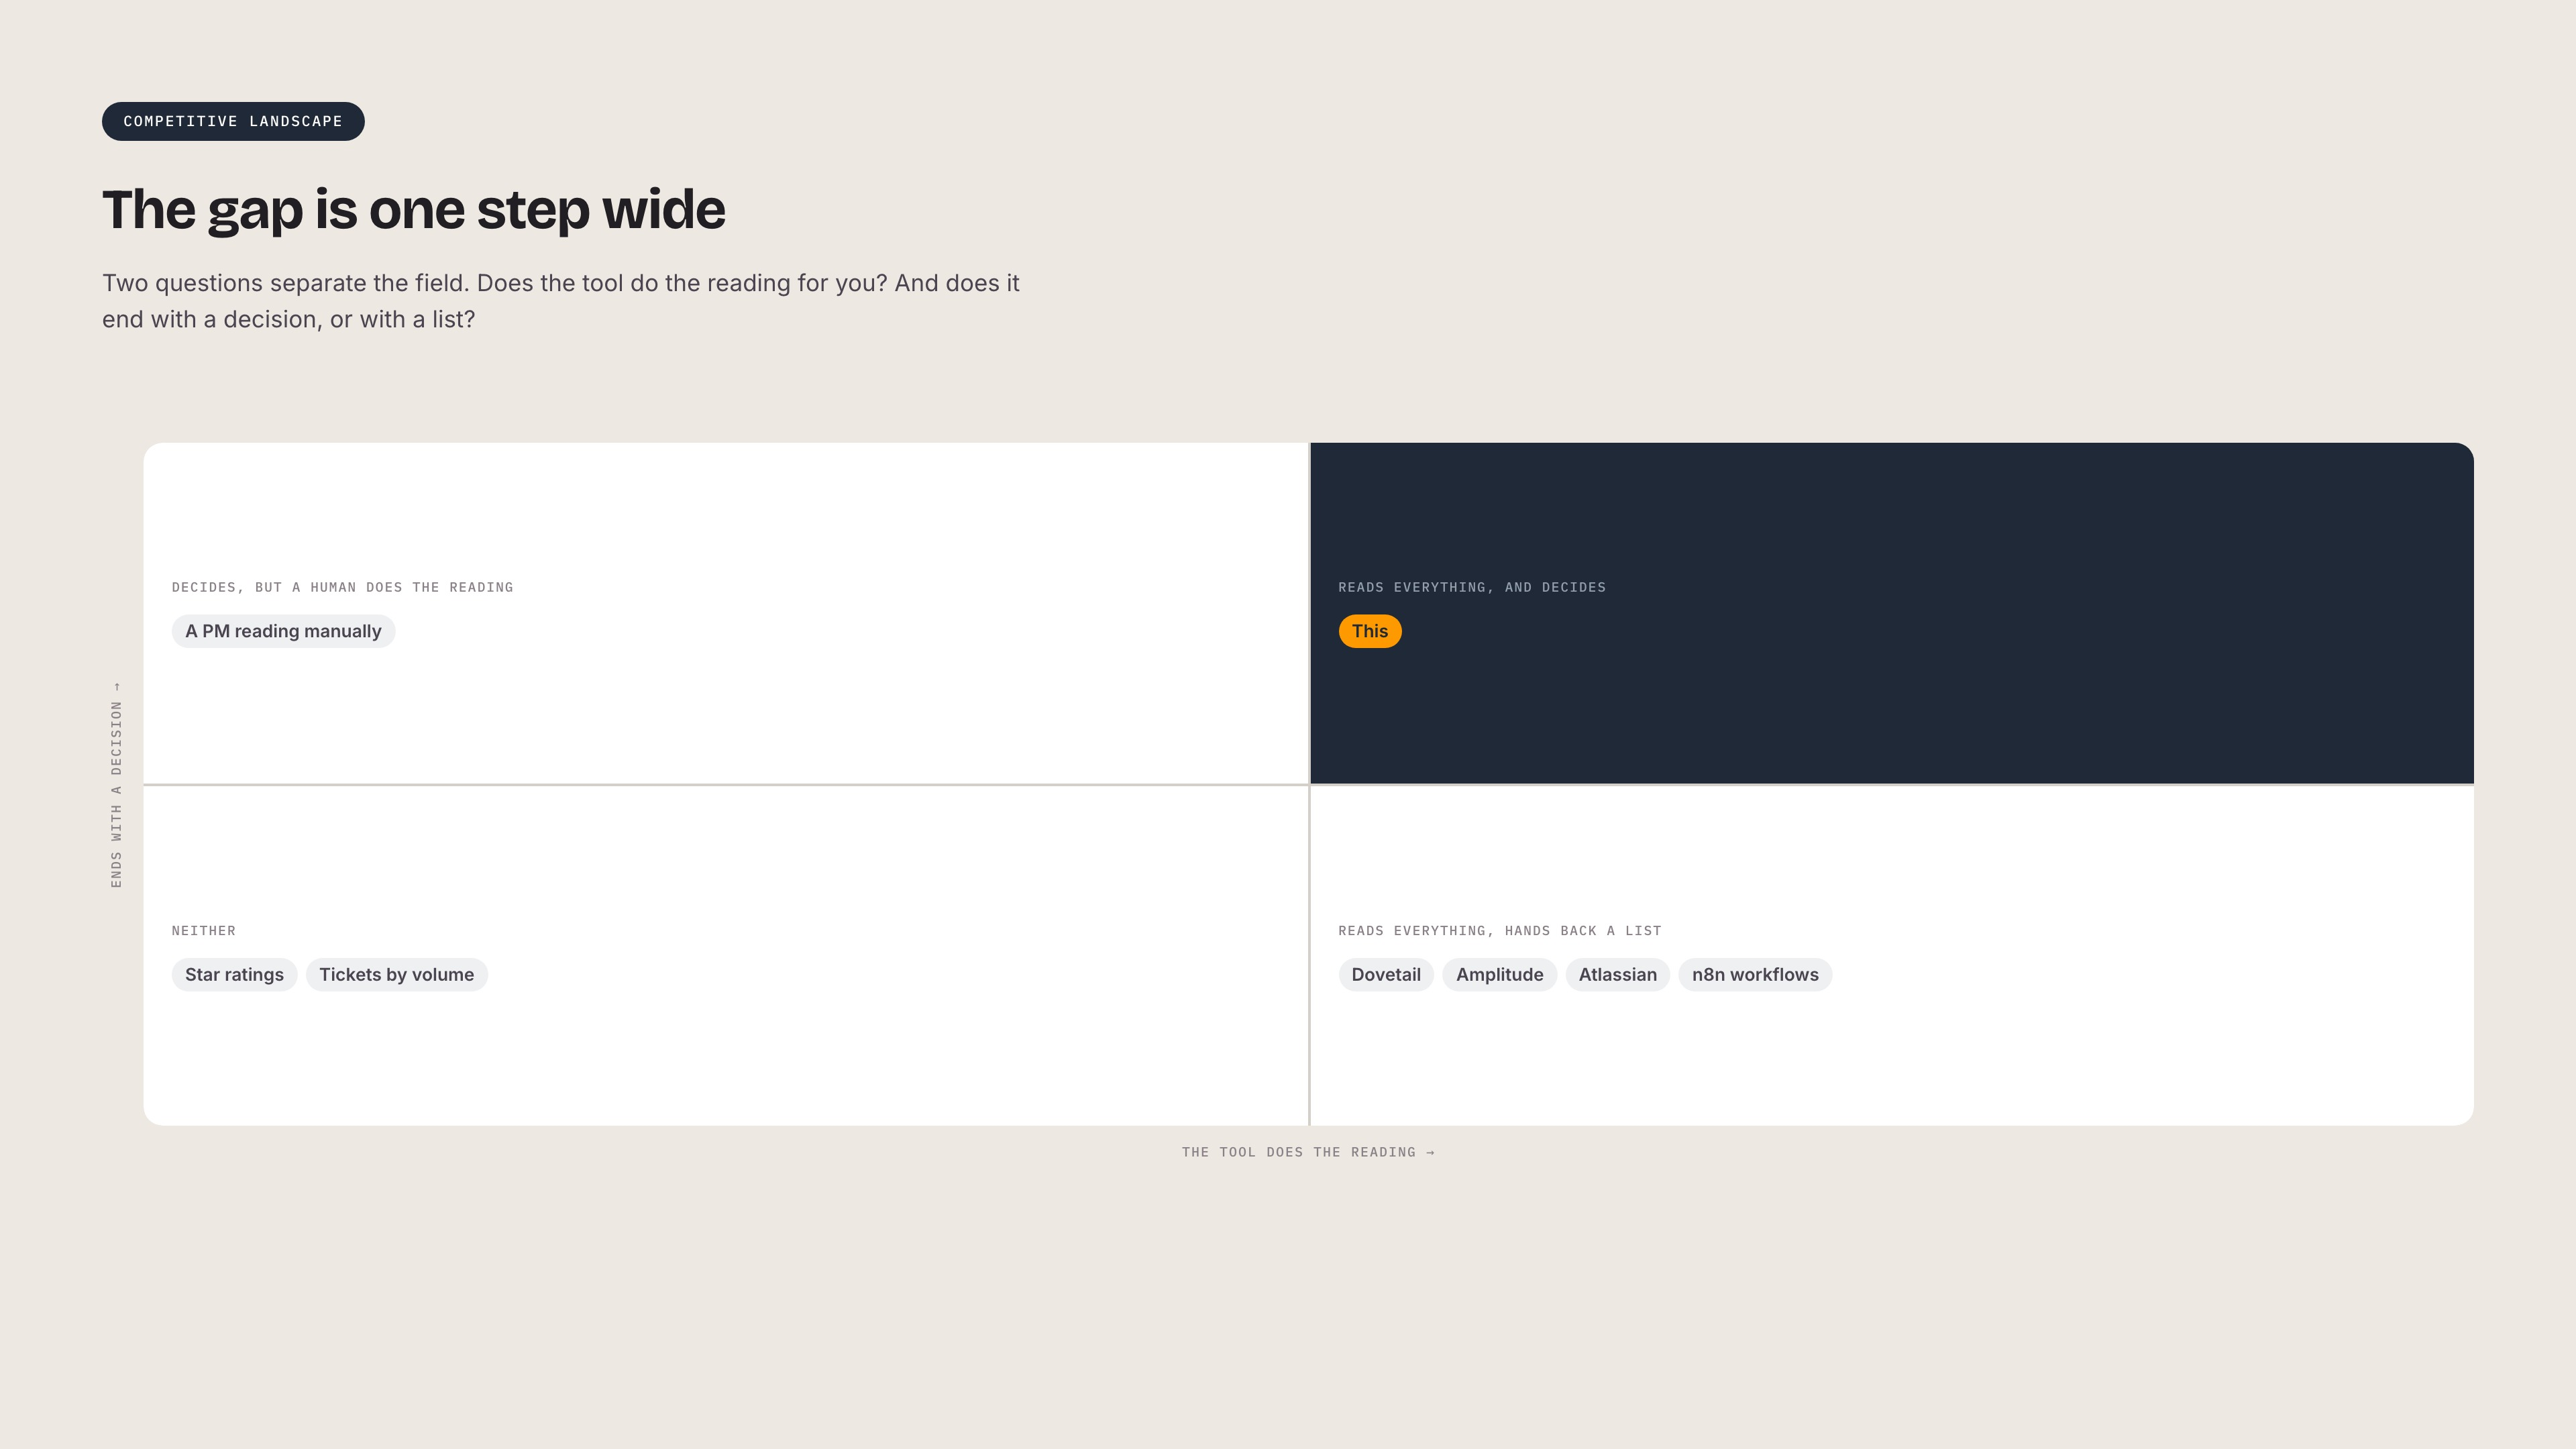 COMPETITIVE LANDSCAPE
The gap is one step wide
Two questions separate the field. Does the tool do the reading for you? And does it
end with a decision, or with a list?
ENDS WITH A DECISION →
DECIDES, BUT A HUMAN DOES THE READING
A PM reading manually
READS EVERYTHING, AND DECIDES
This
NEITHER
Star ratings Tickets by volume
READS EVERYTHING, HANDS BACK A LIST
Dovetail Amplitude Atlassian n8n workflows
THE TOOL DOES THE READING →